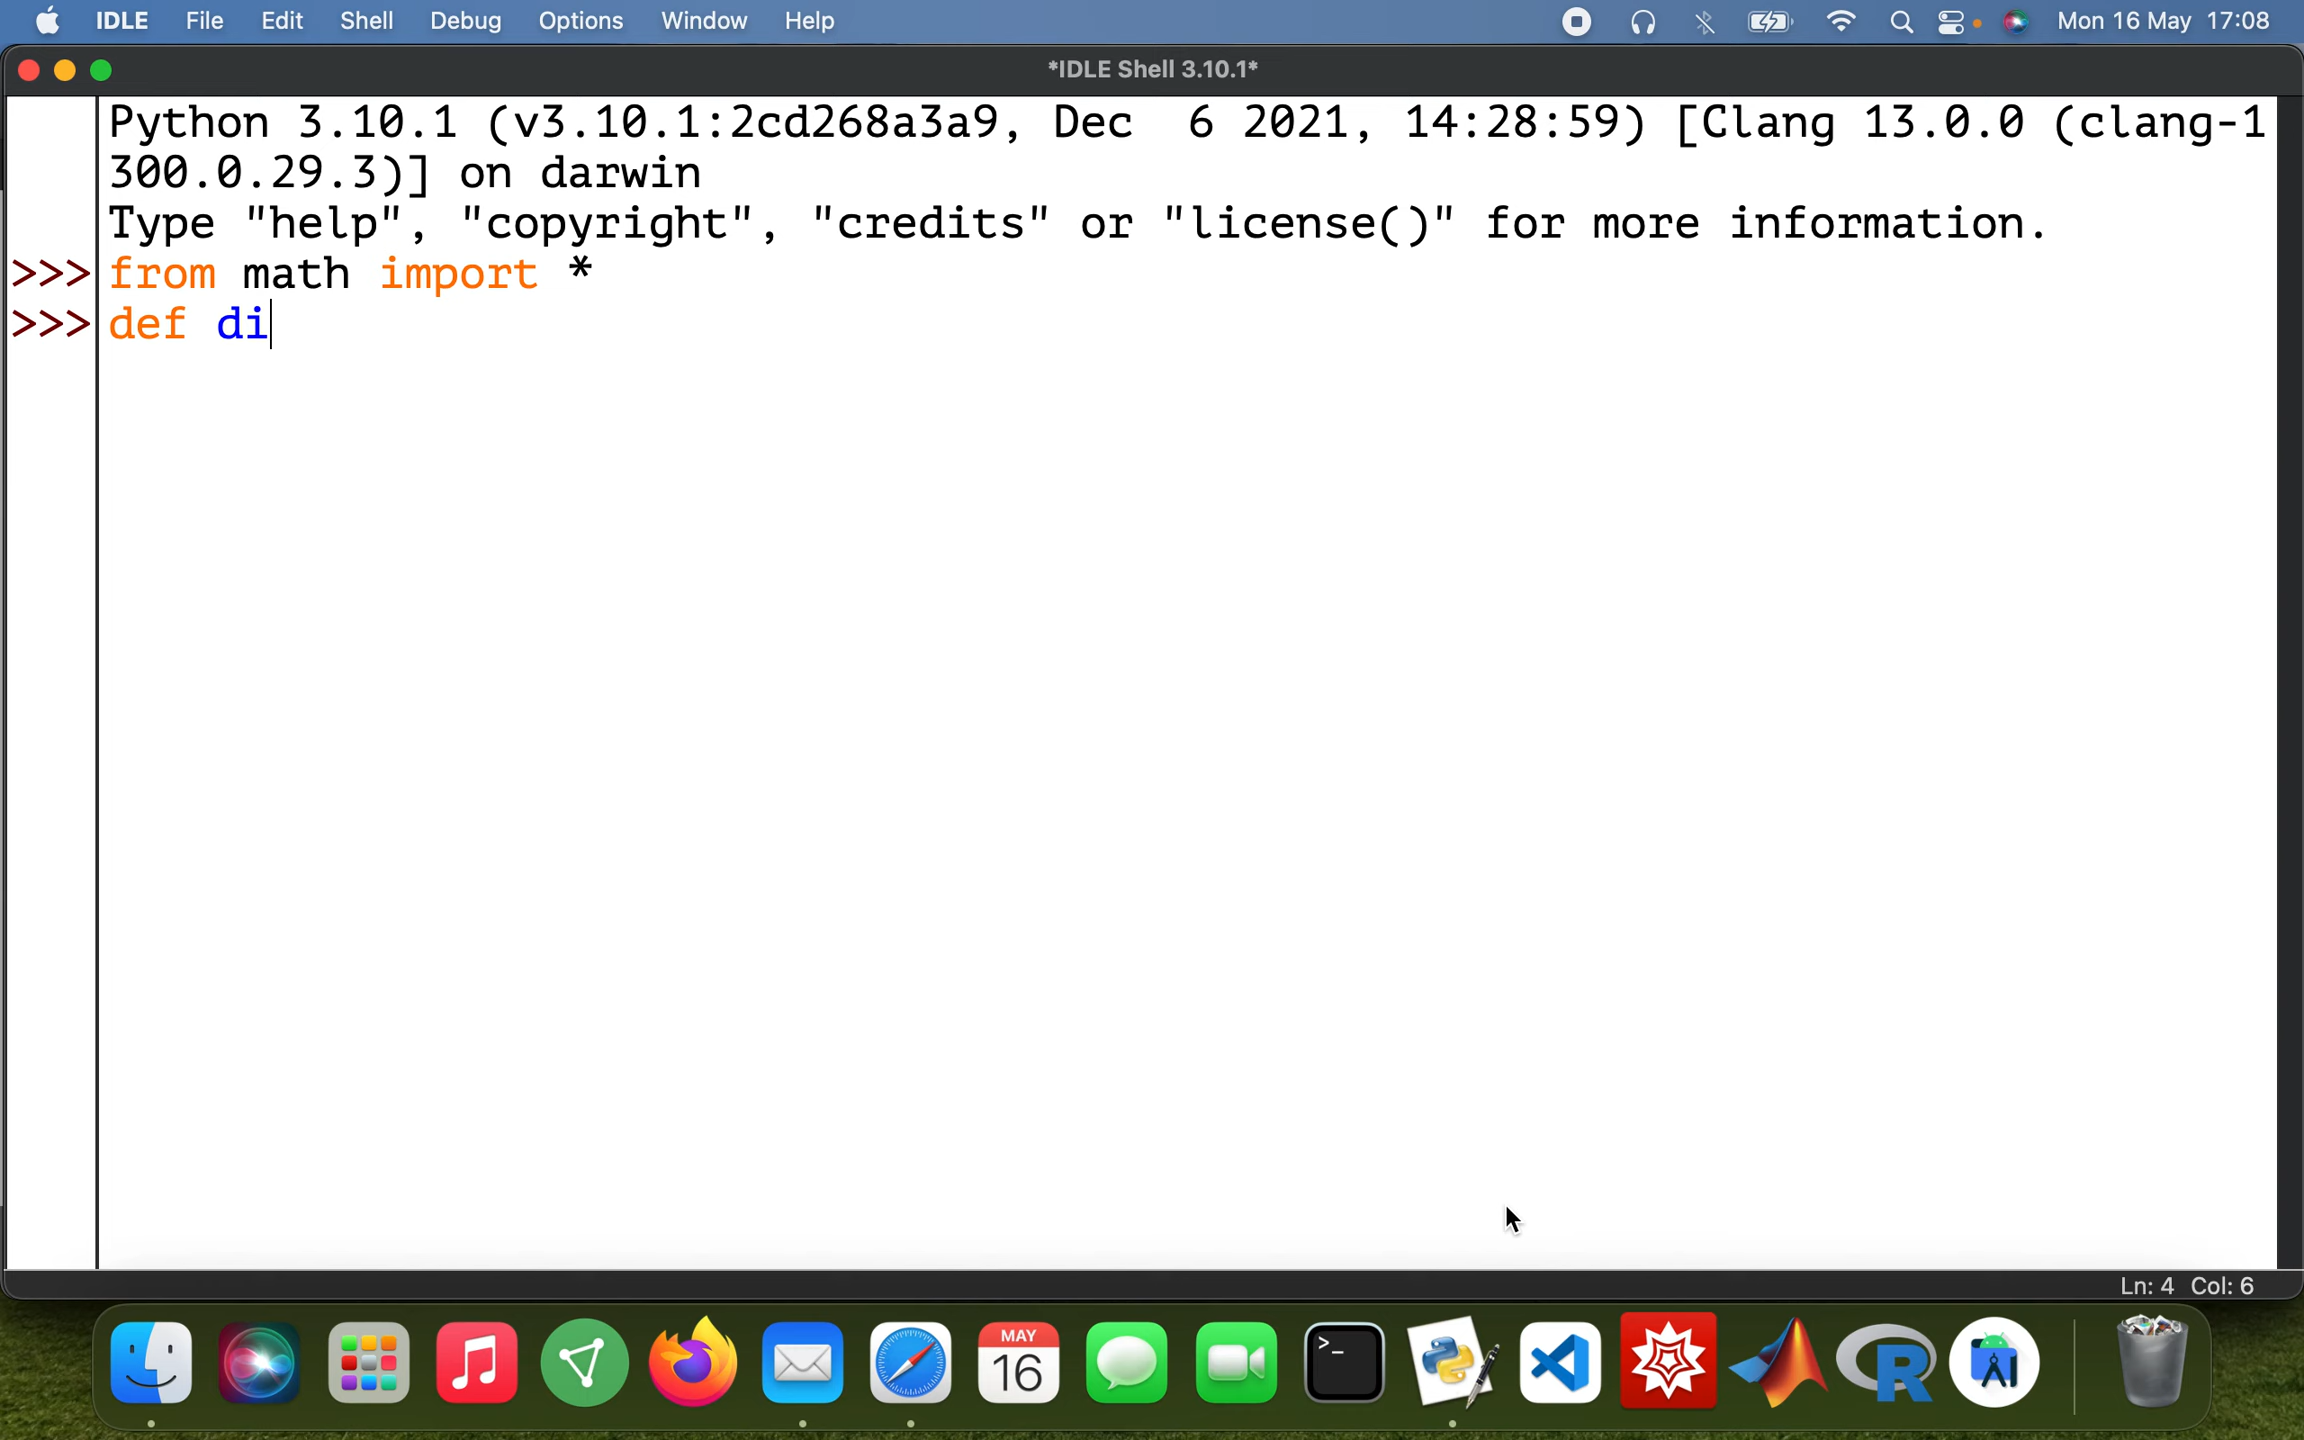 IDLE File Edit Shell Debug Options Window Help Mon 16 May 17:08
*IDLE Shell 3.10.1*
Python 3.10.1 (v3.10.1:2cd268a3a9, Dec  6 2021, 14:28:59) [Clang 13.0.0 (clang-1
300.0.29.3)] on darwin
Type "help", "copyright", "credits" or "license()" for more information.
>>> from math import *
>>> def di
Ln: 4 Col: 6
MAY
16
>_
R